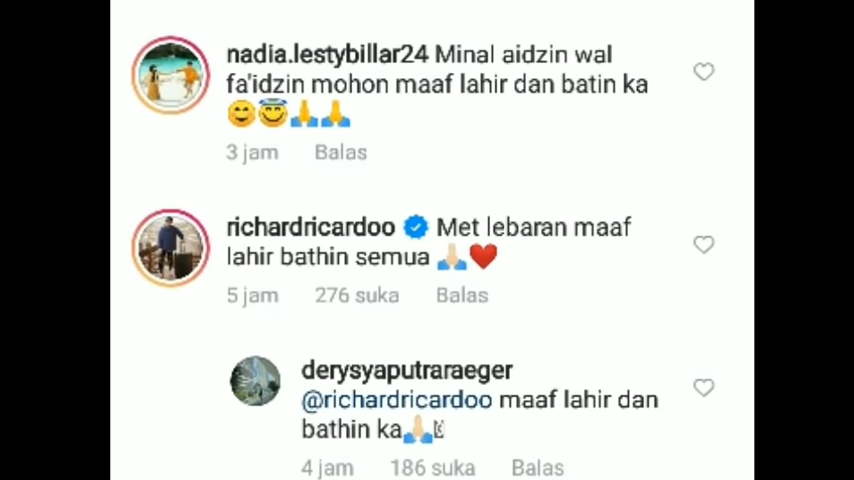 nadia.lestybillar24 Minal aidzin wal
fa'idzin mohon maaf lahir dan batin ka
😊😇🙏🙏
3 jam Balas
richardricardoo Met lebaran maaf
lahir bathin semua 🙏🏻❤️
5 jam 276 suka Balas
derysyaputraraeger
@richardricardoo maaf lahir dan
bathin ka🙏🏻
4 jam 186 suka Balas